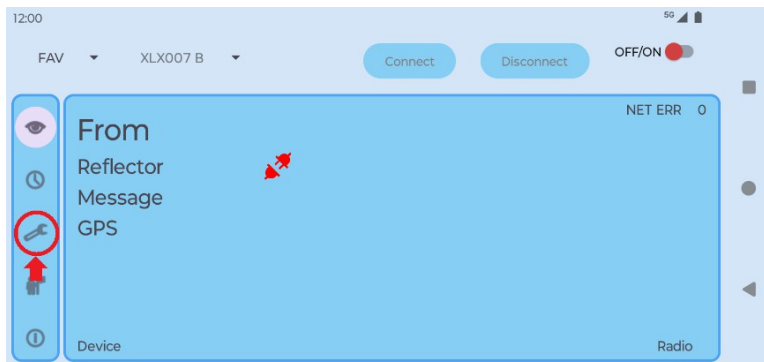 12:00 5G
FAV XLX007 B Connect Disconnect OFF/ON
NET ERR 0
From
Reflector
Message
GPS
Device Radio